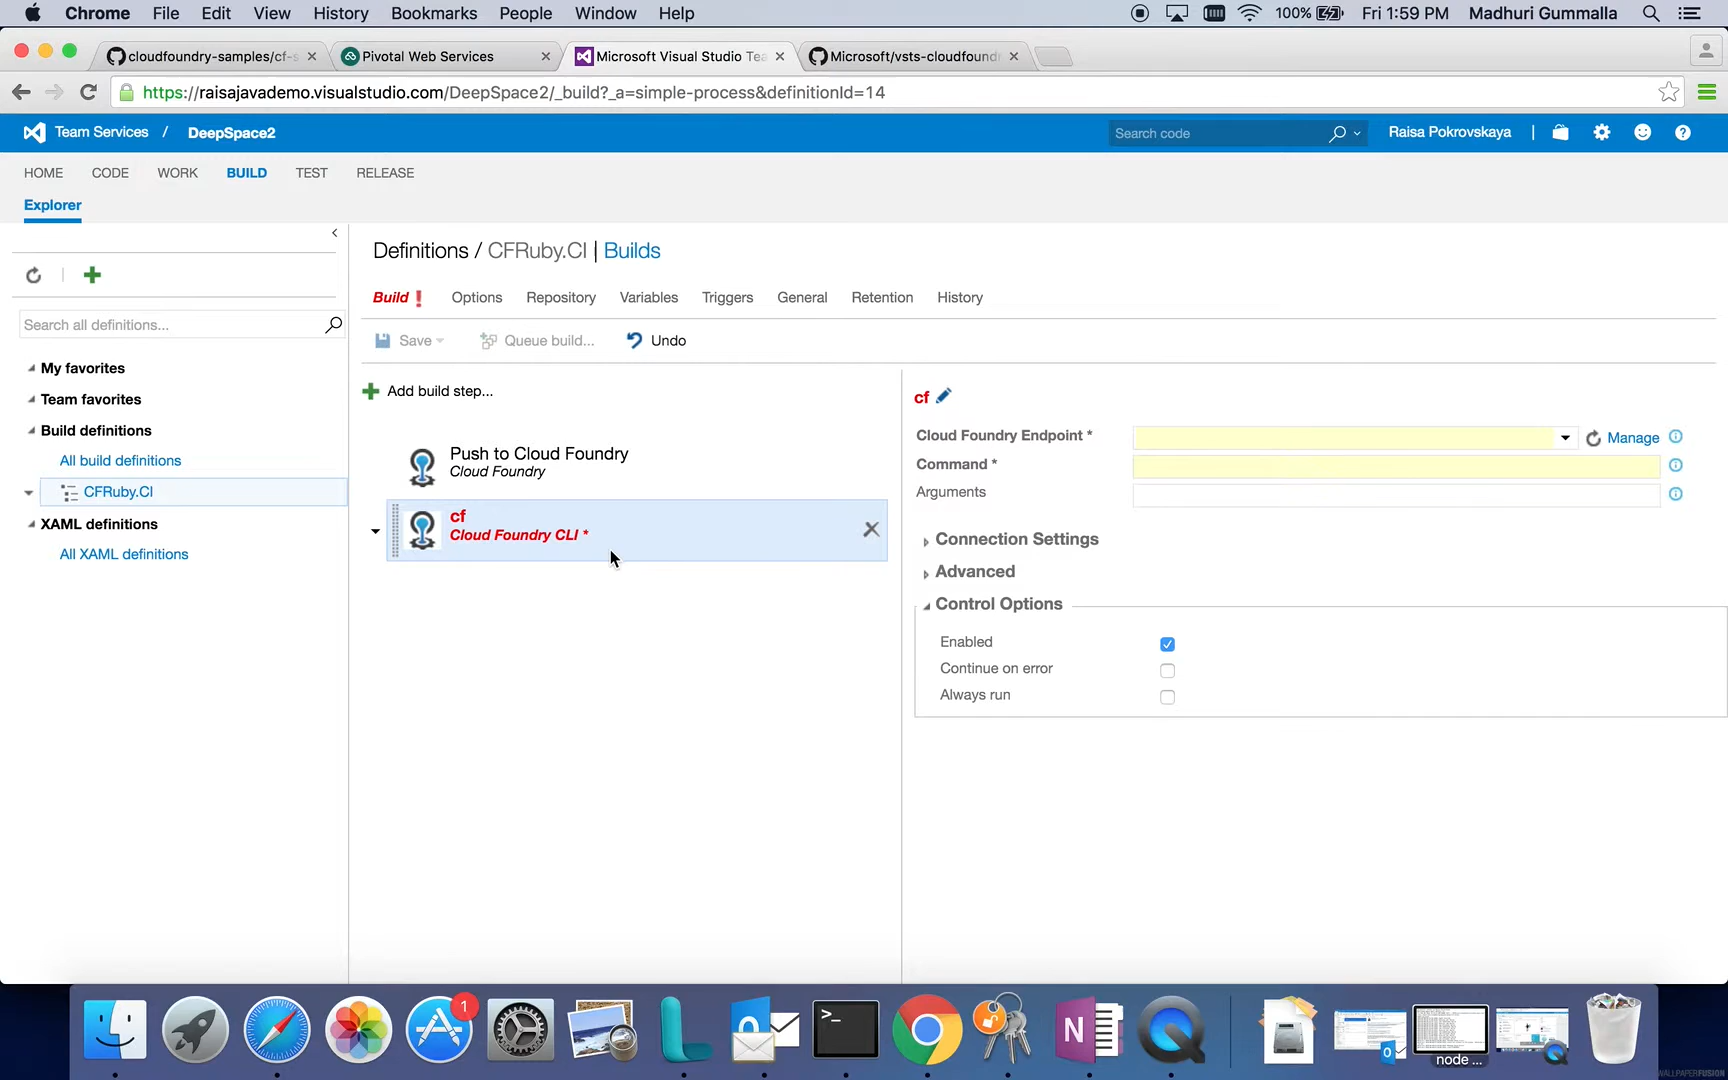 Chrome File Edit View History Bookmarks People Window Help 100% Fri 1:59 PM Madhuri Gummalla
cloudfoundry-samples/cf-s Pivotal Web Services Microsoft Visual Studio Tea Microsoft/vsts-cloudfound
https://raisajavademo.visualstudio.com/DeepSpace2/_build?_a=simple-process&definitionId=14
Team Services / DeepSpace2 Search code Raisa Pokrovskaya |
HOME CODE WORK BUILD TEST RELEASE
Explorer
Definitions / CFRuby.CI | Builds
Build Options Repository Variables Triggers General Retention History
Search all definitions...
Save Queue build... Undo
My favorites
Team favorites
Build definitions
All build definitions
CFRuby.CI
XAML definitions
All XAML definitions
Add build step...
Push to Cloud Foundry
Cloud Foundry
cf
Cloud Foundry CLI *
cf
Cloud Foundry Endpoint * Manage
Command *
Arguments
Connection Settings
Advanced
Control Options
Enabled
Continue on error
Always run
1
node ...
WALLPAPERFUSION